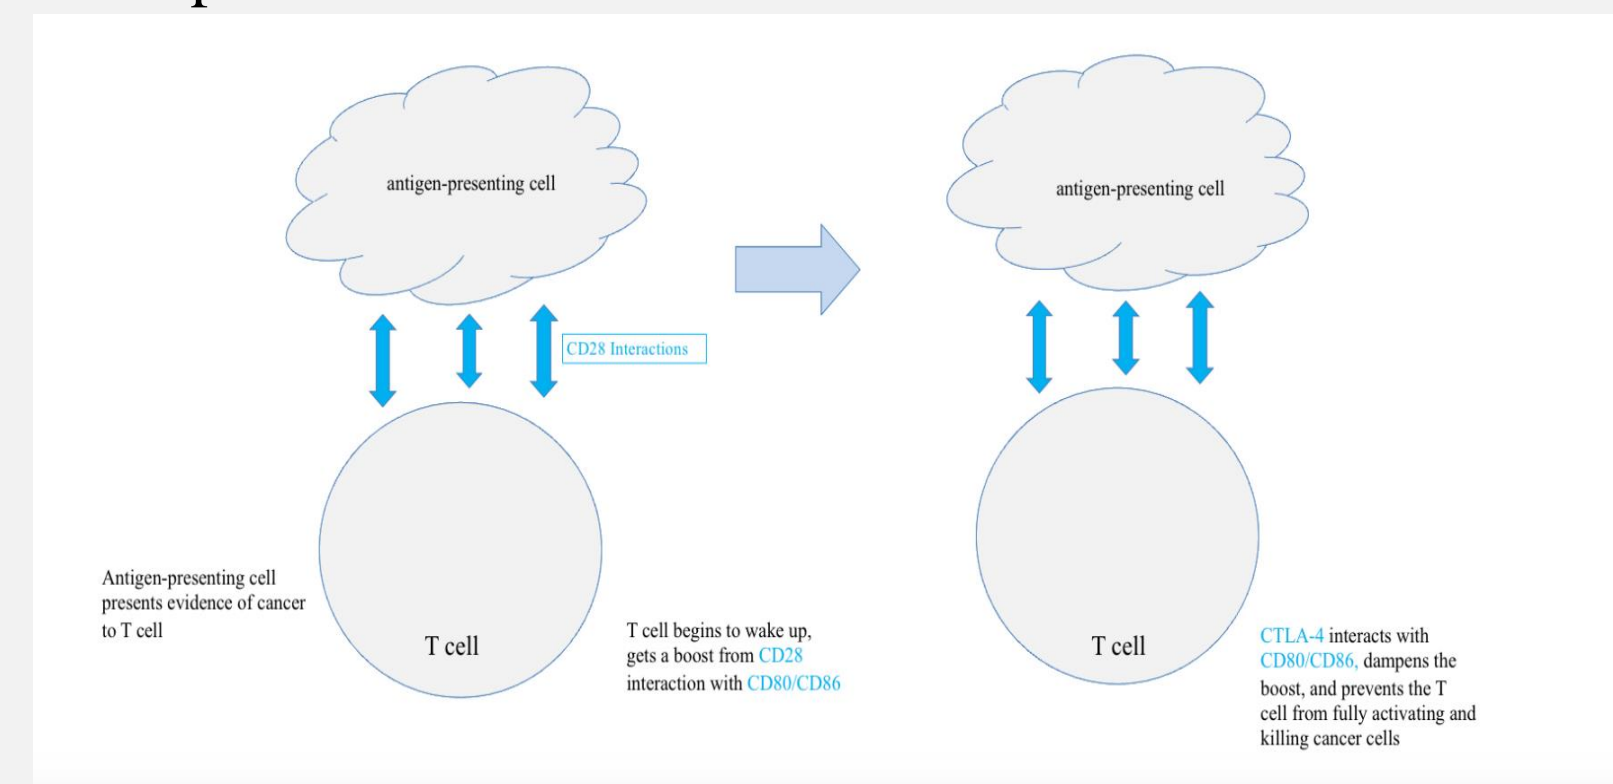 antigen-presenting cell
antigen-presenting cell
CD28 Interactions
Antigen-presenting cell
presents evidence of cancer
to T cell
T cell
T cell begins to wake up,
gets a boost from CD28
interaction with CD80/CD86
T cell
CTLA-4 interacts with
CD80/CD86, dampens the
boost, and prevents the T
cell from fully activating and
killing cancer cells